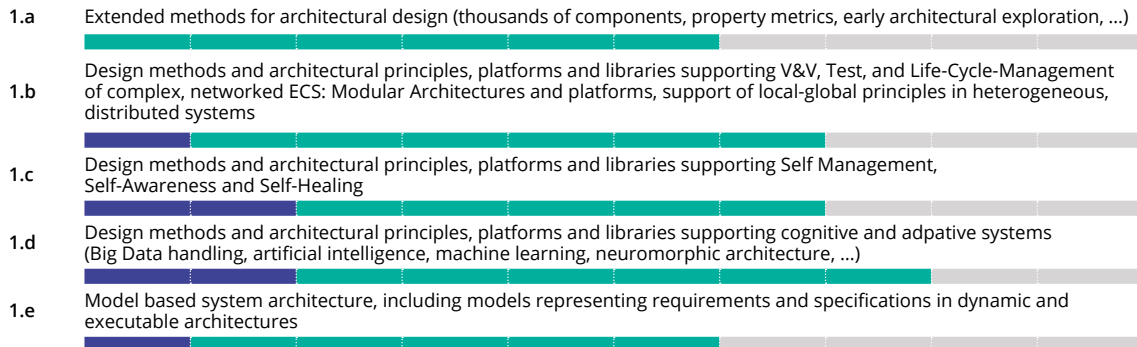 1.a Extended methods for architectural design (thousands of components, property metrics, early architectural exploration, ...)
Design methods and architectural principles, platforms and libraries supporting V&V, Test, and Life-Cycle-Management
1.b of complex, networked ECS: Modular Architectures and platforms, support of local-global principles in heterogeneous,
distributed systems
1.c Design methods and architectural principles, platforms and libraries supporting Self Management,
Self-Awareness and Self-Healing
1.d Design methods and architectural principles, platforms and libraries supporting cognitive and adpative systems
(Big Data handling, artificial intelligence, machine learning, neuromorphic architecture, ...)
1.e Model based system architecture, including models representing requirements and specifications in dynamic and
executable architectures